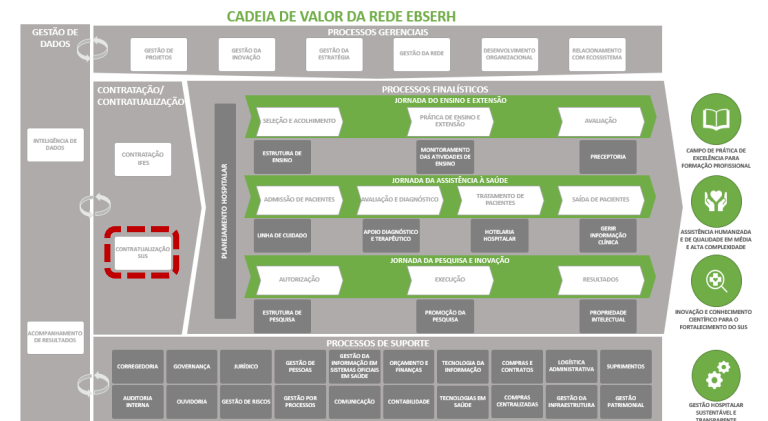 CADEIA DE VALOR DA REDE EBSERH
GESTÃO DE
DADOS
INTELIGÊNCIA DE
DADOS
ACOMPANHAMENTO
DE RESULTADOS
PROCESSOS GERENCIAIS
GESTÃO DE
PROJETOS
GESTÃO DA
INOVAÇÃO
GESTÃO DA
ESTRATÉGIA
GESTÃO DA REDE
DESENVOLVIMENTO
ORGANIZACIONAL
RELACIONAMENTO
COM ECOSSISTEMA
CONTRATAÇÃO/
CONTRATUALIZAÇÃO
CONTRATAÇÃO
IFES
CONTRATUALIZAÇÃO
SUS
PROCESSOS FINALÍSTICOS
PLANEJAMENTO HOSPITALAR
JORNADA DO ENSINO E EXTENSÃO
SELEÇÃO E ACOLHIMENTO
PRÁTICA DE ENSINO E
EXTENSÃO
AVALIAÇÃO
ESTRUTURA DE
ENSINO
MONITORAMENTO
DAS ATIVIDADES DE
ENSINO
PRECEPTORIA
JORNADA DA ASSISTÊNCIA À SAÚDE
ADMISSÃO DE PACIENTES
AVALIAÇÃO E DIAGNÓSTICO
TRATAMENTO DE
PACIENTES
SAÍDA DE PACIENTES
LINHA DE CUIDADO
APOIO DIAGNÓSTICO
E TERAPÊUTICO
HOTELARIA
HOSPITALAR
GERIR
INFORMAÇÃO
CLÍNICA
JORNADA DA PESQUISA E INOVAÇÃO
AUTORIZAÇÃO
EXECUÇÃO
RESULTADOS
ESTRUTURA DE
PESQUISA
PROMOÇÃO DA
PESQUISA
PROPRIEDADE
INTELECTUAL
CAMPO DE PRÁTICA DE
EXCELÊNCIA PARA
FORMAÇÃO PROFISSIONAL
ASSISTÊNCIA HUMANIZADA
E DE QUALIDADE EM MÉDIA
E ALTA COMPLEXIDADE
INOVAÇÃO E CONHECIMENTO
CIENTÍFICO PARA O
FORTALECIMENTO DO SUS
GESTÃO HOSPITALAR
SUSTENTÁVEL E
TRANSPARENTE
PROCESSOS DE SUPORTE
CORREGEDORIA
GOVERNANÇA
JURÍDICO
GESTÃO DE
PESSOAS
GESTÃO DA
INFORMAÇÃO EM
SISTEMAS OFICIAIS
EM SAÚDE
ORÇAMENTO E
FINANÇAS
TECNOLOGIA DA
INFORMAÇÃO
COMPRAS E
CONTRATOS
LOGÍSTICA
ADMINISTRATIVA
SUPRIMENTOS
AUDITORIA
INTERNA
OUVIDORIA
GESTÃO DE RISCOS
GESTÃO POR
PROCESSOS
COMUNICAÇÃO
CONTABILIDADE
TECNOLOGIAS EM
SAÚDE
COMPRAS
CENTRALIZADAS
GESTÃO DA
INFRAESTRUTURA
GESTÃO
PATRIMONIAL